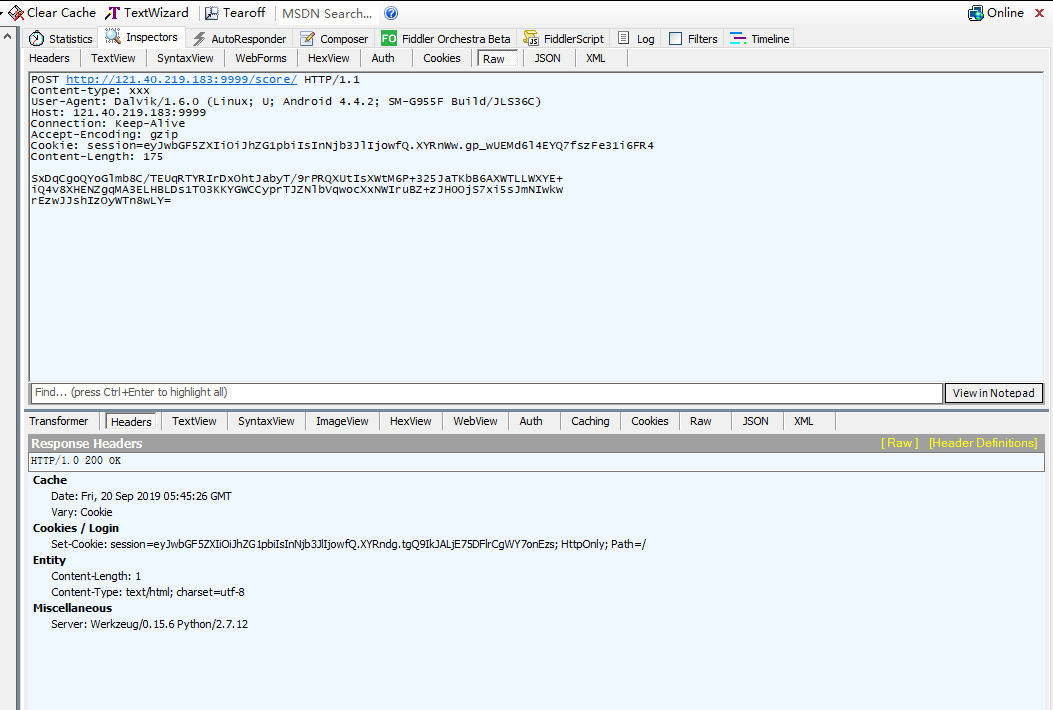 Clear Cache TextWizard Tearoff MSDN Search... Online
Statistics Inspectors AutoResponder Composer FO Fiddler Orchestra Beta FiddlerScript Log Filters Timeline
Headers TextView SyntaxView WebForms HexView Auth Cookies Raw JSON XML
POST http://121.40.219.183:9999/score/ HTTP/1.1
Content-type: xxx
User-Agent: Dalvik/1.6.0 (Linux; U; Android 4.4.2; SM-G955F Build/JLS36C)
Host: 121.40.219.183:9999
Connection: Keep-Alive
Accept-Encoding: gzip
Cookie: session=eyJwbGF5ZXIiOiJhZG1pbiIsInNjb3JlIjowfQ.XYRnWw.gp_wUEMd6l4EYQ7fszFe31i6FR4
Content-Length: 175
SxDqCgoQYoGlmb8C/TEUqRTYRIrDxOhtJabyT/9rPRQXUtIsXWtM6P+325JaTKbB6AXWTLLWXYE+
iQ4v8XHENZgqMA3ELHBLDs1TO3KKYGWCCyprTJZNlbVqwocXxNWIruBZ+zJHOOjS7xi5sJmNIwkw
rEzwJJshIzOyWTn8wLY=
Find... (press Ctrl+Enter to highlight all) View in Notepad
Transformer Headers TextView SyntaxView ImageView HexView WebView Auth Caching Cookies Raw JSON XML
Response Headers [Raw] [Header Definitions]
HTTP/1.0 200 OK
Cache
Date: Fri, 20 Sep 2019 05:45:26 GMT
Vary: Cookie
Cookies / Login
Set-Cookie: session=eyJwbGF5ZXIiOiJhZG1pbiIsInNjb3JlIjowfQ.XYRndg.tgQ9IkJALjE75DFlrCgWY7onEzs; HttpOnly; Path=/
Entity
Content-Length: 1
Content-Type: text/html; charset=utf-8
Miscellaneous
Server: Werkzeug/0.15.6 Python/2.7.12